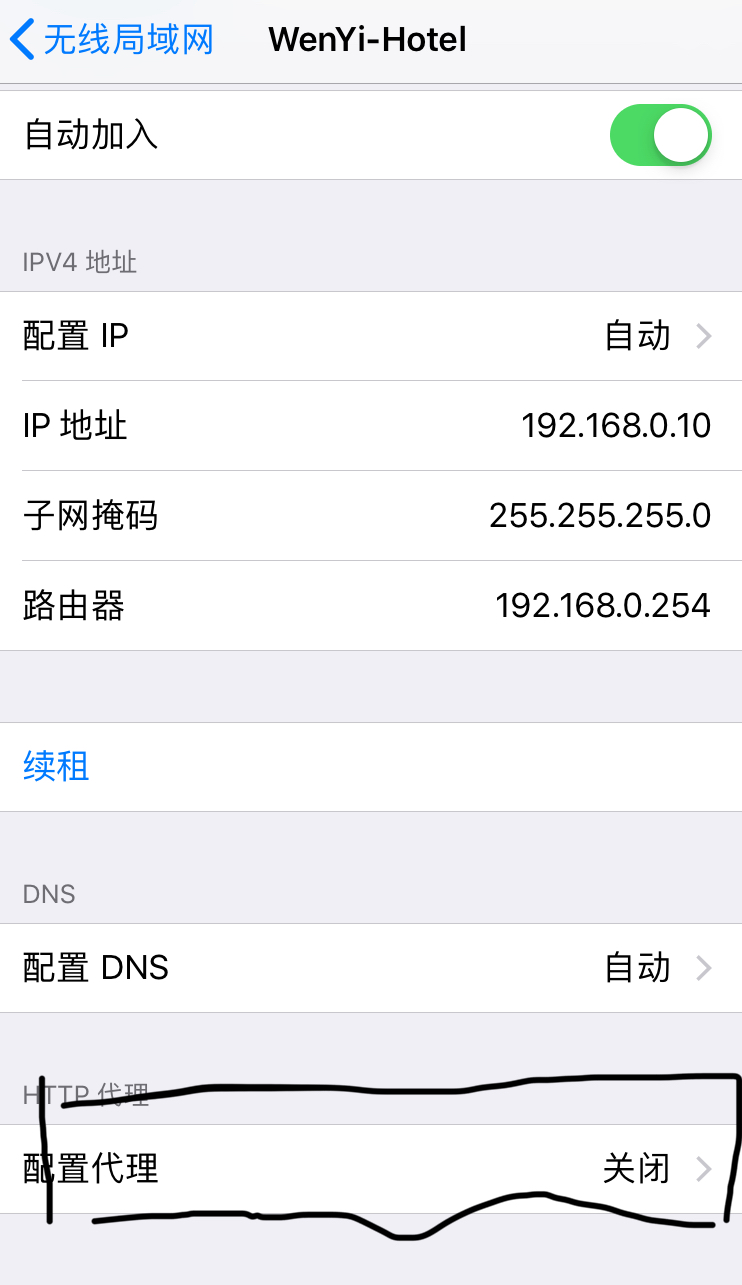 无线局域网 WenYi-Hotel
自动加入
IPV4 地址
配置 IP 自动
IP 地址 192.168.0.10
子网掩码 255.255.255.0
路由器 192.168.0.254
续租
DNS
配置 DNS 自动
HTTP 代理
配置代理 关闭